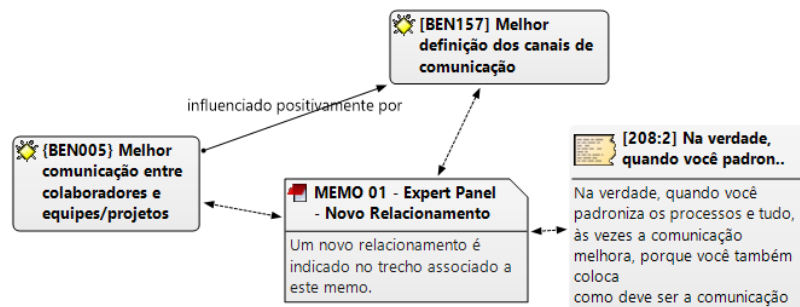 [BEN157] Melhor
definição dos canais de
comunicação
influenciado positivamente por
{BEN005} Melhor
comunicação entre
colaboradores e
equipes/projetos
MEMO 01 - Expert Panel
- Novo Relacionamento
Um novo relacionamento é
indicado no trecho associado a
este memo.
[208:2] Na verdade,
quando você padron..
Na verdade, quando você
padroniza os processos e tudo,
às vezes a comunicação
melhora, porque você também
coloca
como deve ser a comunicação